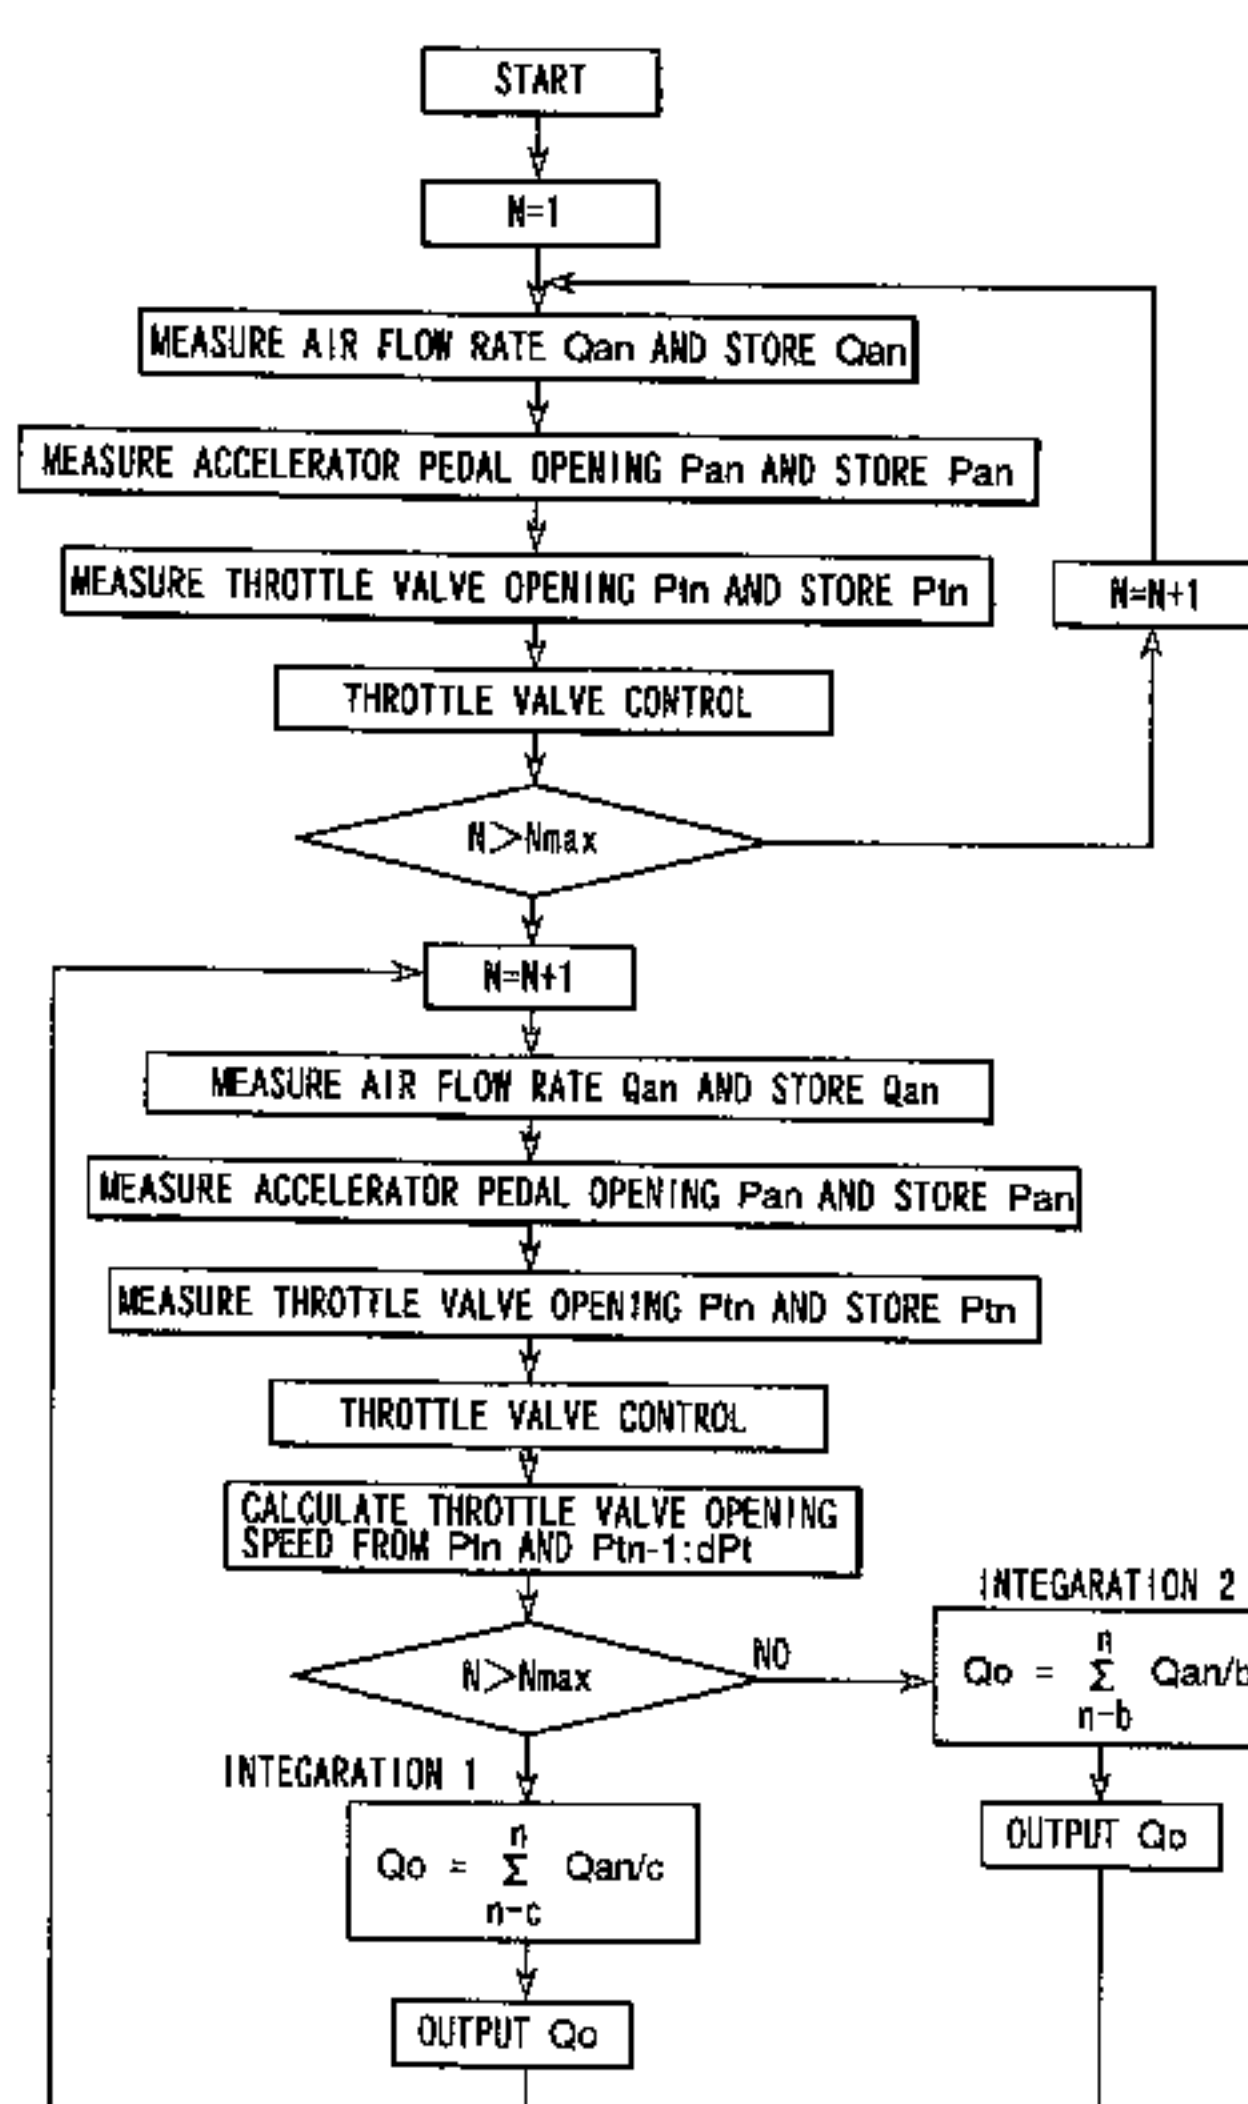 START
N=1
MEASURE AIR FLOW RATE Qan AND STORE Qan
MEASURE ACCELERATOR PEDAL OPENING Pan AND STORE Pan
MEASURE THROTTLE VALVE OPENING Ptn AND STORE Ptn
N=N+1
THROTTLE VALVE CONTROL
N>Nmax
N=N+1
MEASURE AIR FLOW RATE Qan AND STORE Qan
MEASURE ACCELERATOR PEDAL OPENING Pan AND STORE Pan
MEASURE THROTTLE VALVE OPENING Ptn AND STORE Ptn
THROTTLE VALVE CONTROL
CALCULATE THROTTLE VALVE OPENING
SPEED FROM Ptn AND Ptn-1:dPt
N>Nmax
NO
INTEGARATION 2
n
Qo = Σ Qan/b
n-b
OUTPUT Qo
INTEGARATION 1
n
Qo = Σ Qan/c
n-c
OUTPUT Qo